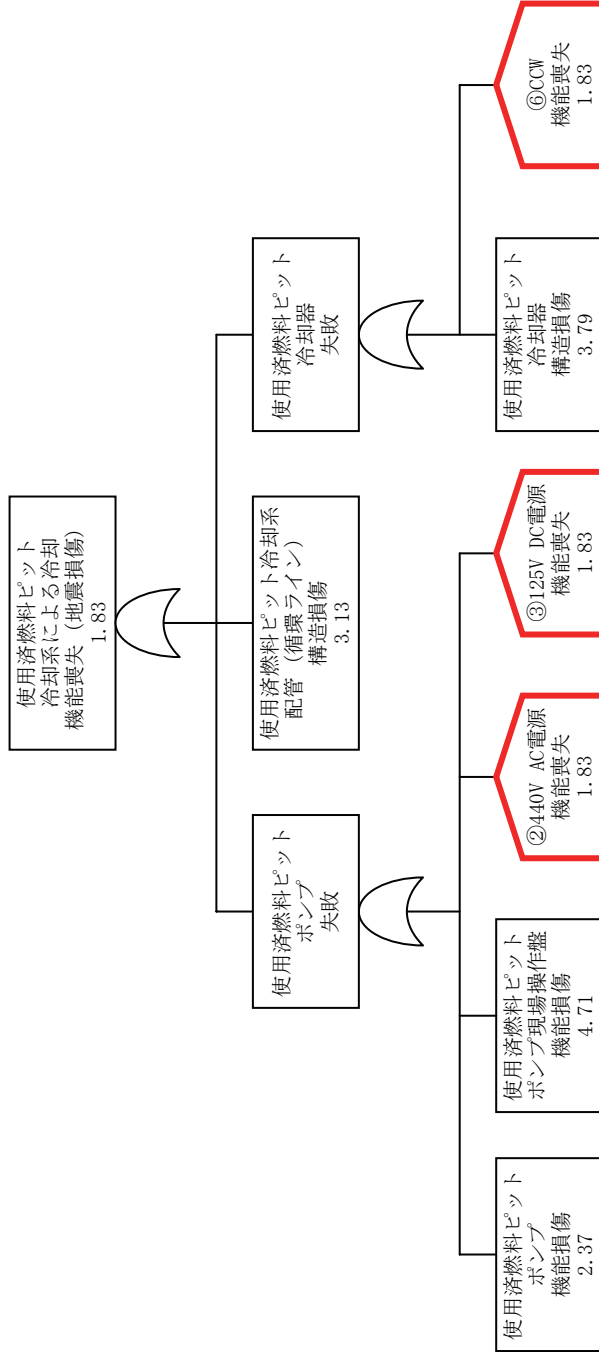 使用済燃料ピット
冷却系による冷却
機能喪失（地震損傷）
1.83
使用済燃料ピット
ポンプ
失敗
使用済燃料ピット冷却系
配管（循環ライン）
構造損傷
3.13
使用済燃料ピット
冷却器
失敗
使用済燃料ピット
ポンプ
機能損傷
2.37
使用済燃料ピット
ポンプ現場操作盤
機能損傷
4.71
②440V AC電源
機能喪失
1.83
③125V DC電源
機能喪失
1.83
使用済燃料ピット
冷却器
構造損傷
3.79
⑥CCW
機能喪失
1.83